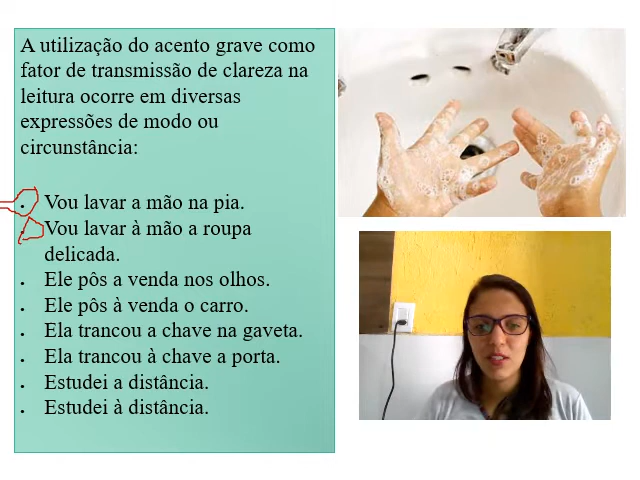 A utilização do acento grave como
fator de transmissão de clareza na
leitura ocorre em diversas
expressões de modo ou
circunstância:
Vou lavar a mão na pia.
Vou lavar à mão a roupa
delicada.
Ele pôs a venda nos olhos.
Ele pôs à venda o carro.
Ela trancou a chave na gaveta.
Ela trancou à chave a porta.
Estudei a distância.
Estudei à distância.